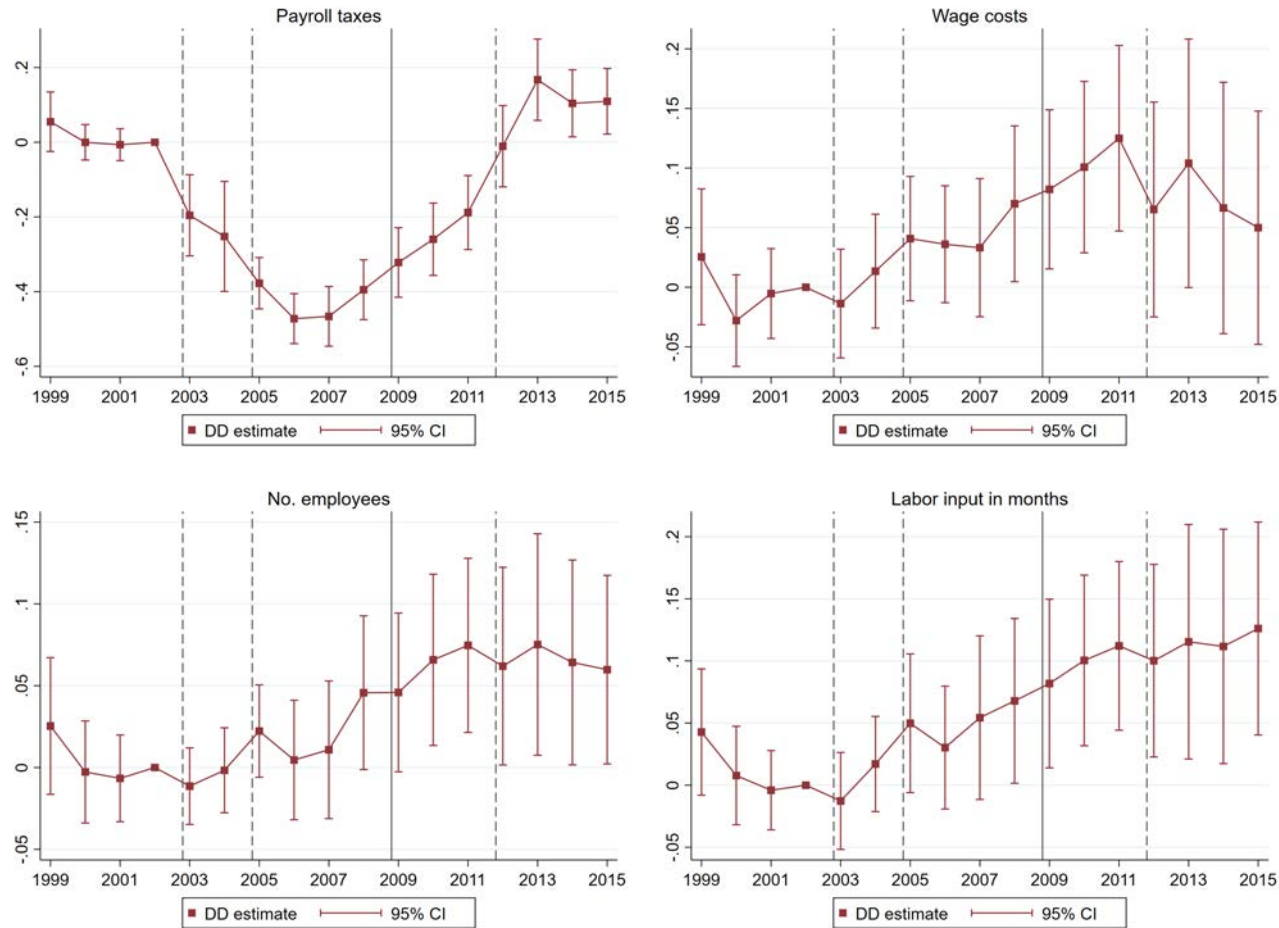 Payroll taxes
.2
0
-.2
-.4
-.6
1999 2001 2003 2005 2007 2009 2011 2013 2015
DD estimate 95% CI
Wage costs
.2
.15
.1
.05
0
-.05
1999 2001 2003 2005 2007 2009 2011 2013 2015
DD estimate 95% CI
No. employees
.15
.1
.05
0
-.05
1999 2001 2003 2005 2007 2009 2011 2013 2015
DD estimate 95% CI
Labor input in months
.2
.15
.1
.05
0
-.05
1999 2001 2003 2005 2007 2009 2011 2013 2015
DD estimate 95% CI